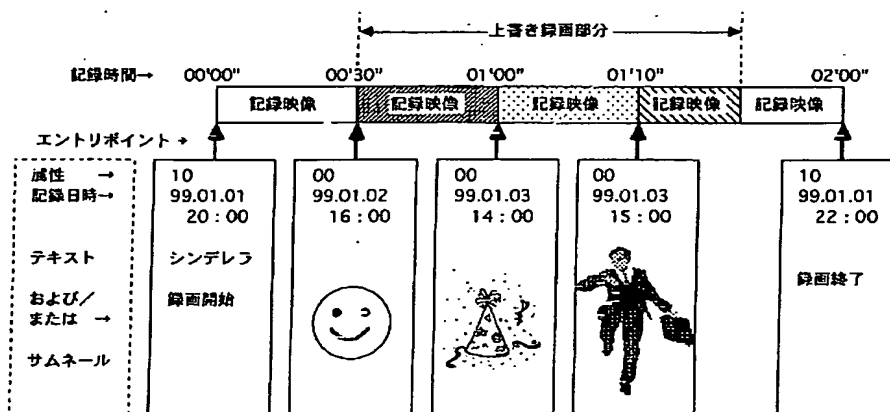 上書き録画部分
記録時間→ 00'00" 00'30" 01'00" 01'10" 02'00"
記録映像 記録映像 記録映像 記録映像 記録映像
エントリポイント→
属性 → 10 00 00 00 10
記録日時→ 99.01.01 99.01.02 99.01.03 99.01.03 99.01.01
20:00 16:00 14:00 15:00 22:00
テキスト シンデレラ
録画終了
および/ 録画開始
または →
サムネール